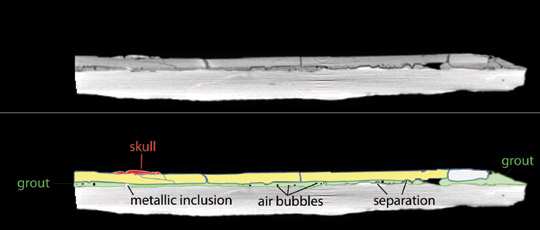 skull
grout
grout
metallic inclusion
air bubbles
separation